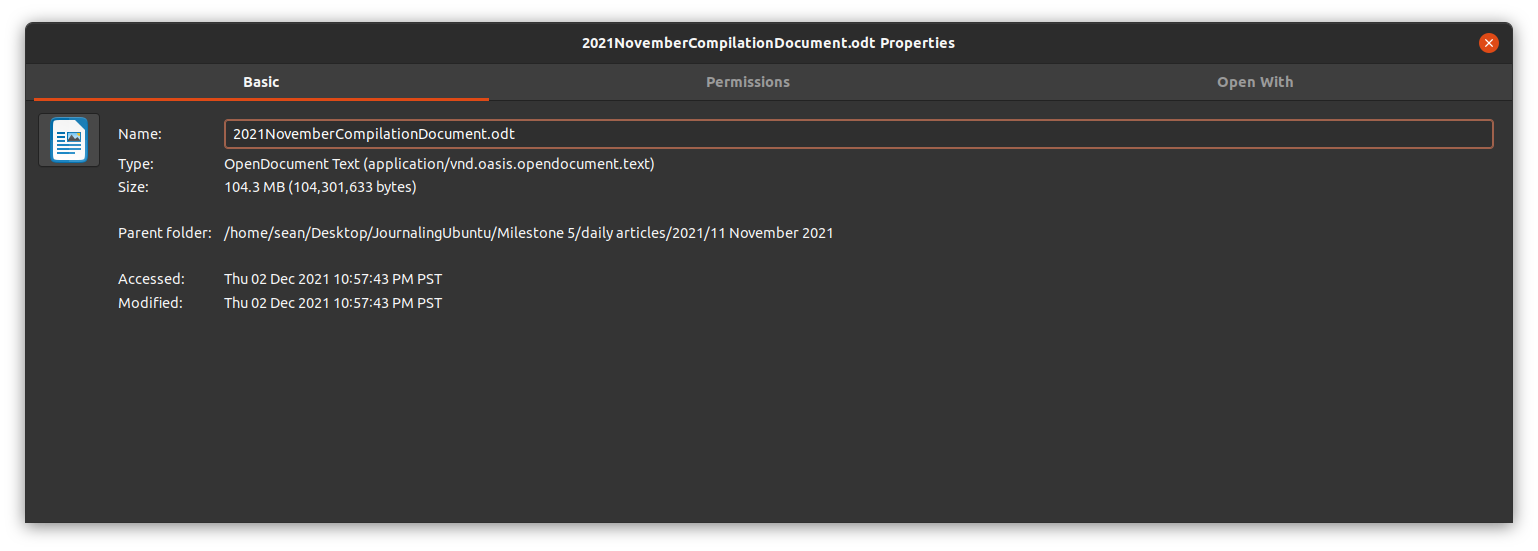 2021NovemberCompilationDocument.odt Properties
Basic Permissions Open With
Name: 2021NovemberCompilationDocument.odt
Type: OpenDocument Text (application/vnd.oasis.opendocument.text)
Size: 104.3 MB (104,301,633 bytes)
Parent folder: /home/sean/Desktop/JournalingUbuntu/Milestone 5/daily articles/2021/11 November 2021
Accessed: Thu 02 Dec 2021 10:57:43 PM PST
Modified: Thu 02 Dec 2021 10:57:43 PM PST